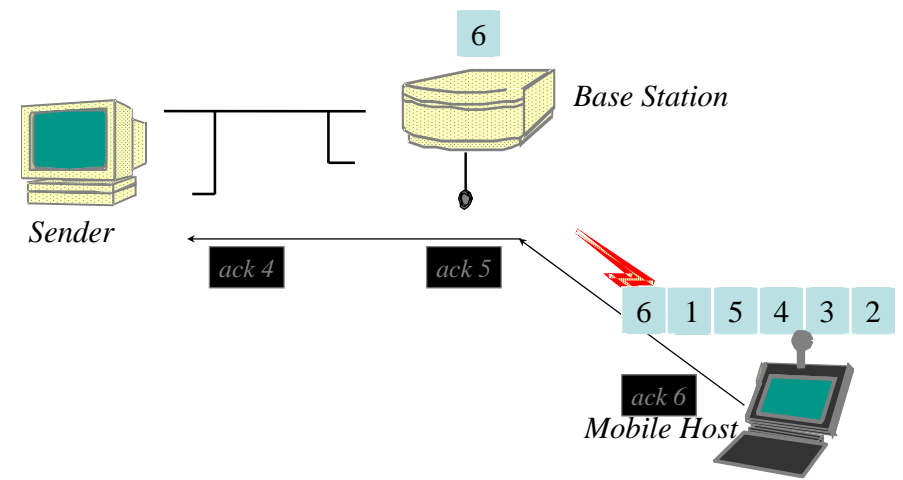 6
Base Station
Sender
ack 4
ack 5
6 1 5 4 3 2
ack 6
Mobile Host